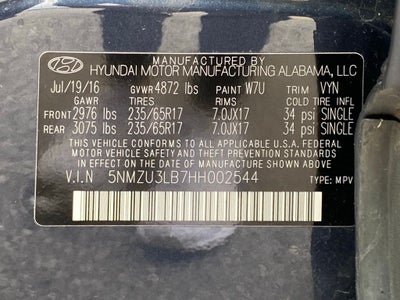 MANUFACTURED BY
HYUNDAI MOTOR MANUFACTURING ALABAMA, LLC
Jul/19/16 GVWR 4872 lbs PAINT W7U TRIM VYN
GAWR TIRES RIMS COLD
FRONT 2976 lbs 235/65R17 7.0JX17 34 psi SINGLE
REAR 3075 lbs 235/65R17 7.0JX17 34 psi SINGLE
THIS VEHICLE CONFORMS TO ALL APPLICABLE U.S.A. FEDERAL
MOTOR VEHICLE SAFETY BUMPER, AND THEFT PREVENTION STANDARDS
IN EFFECT ON THE DATE OF MANUFACTURE SHOWN ABOVE.
V.I.N 5NMZU3LB7HH002544 TYPE: MPV